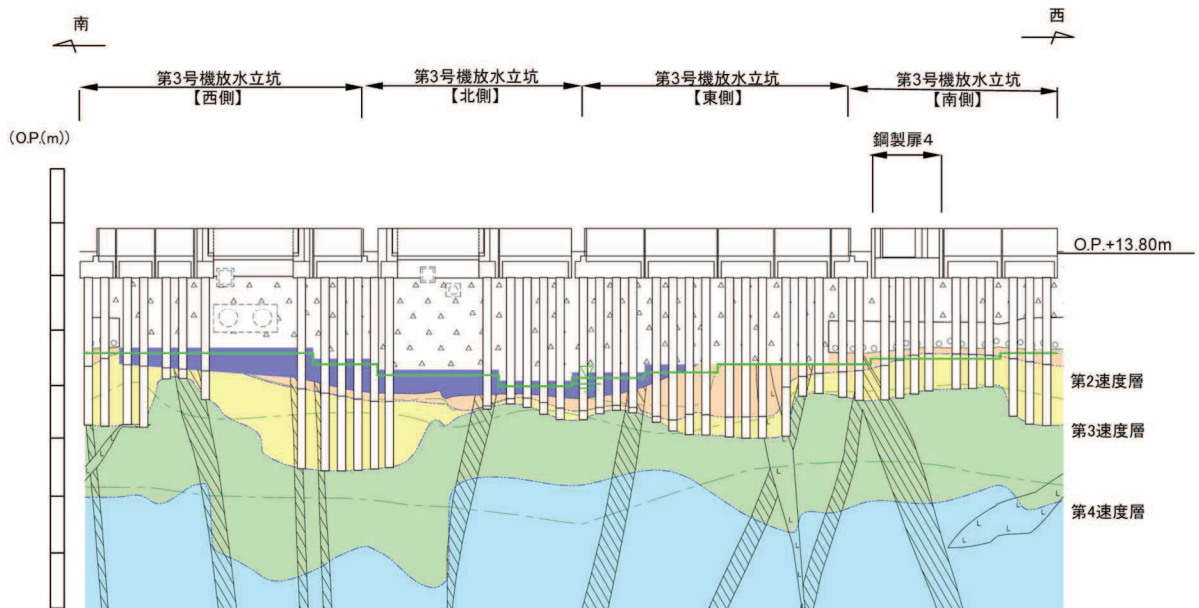 南
西
第3号機放水立坑
【西側】
第3号機放水立坑
【北側】
第3号機放水立坑
【東側】
第3号機放水立坑
【南側】
(O.P.(m))
鋼製扉4
O.P.+13.80m
第2速度層
第3速度層
第4速度層